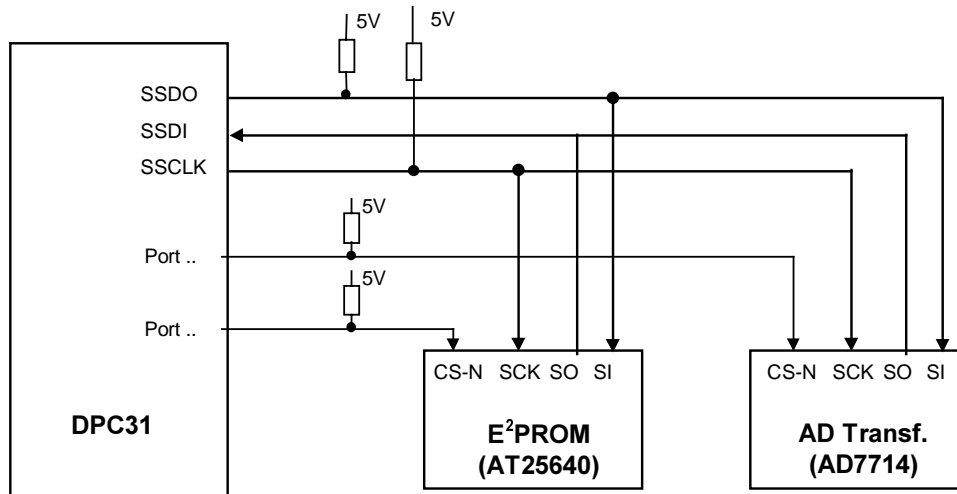 5V
5V
SSDO
SSDI
SSCLK
5V
Port ..
5V
Port ..
DPC31
CS-N SCK SO SI
E²PROM
(AT25640)
CS-N SCK SO SI
AD Transf.
(AD7714)